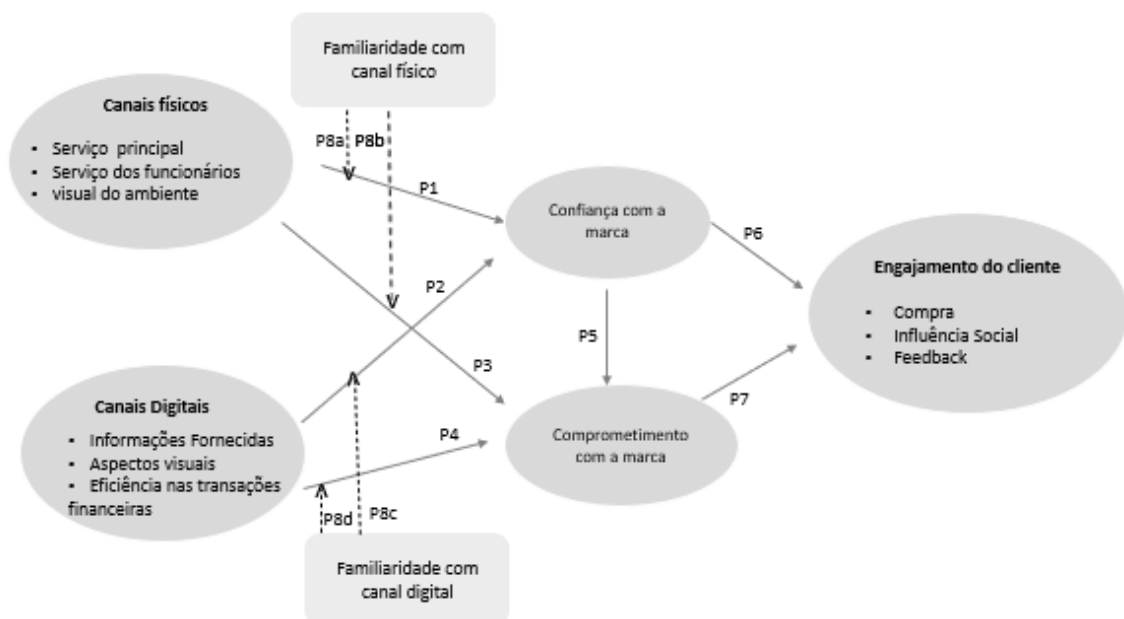 Familiaridade com
canal físico
Canais físicos
▪ Serviço principal
▪ Serviço dos funcionários
▪ visual do ambiente
P8a
P8b
P1
Confiança com a
marca
P6
P2
Engajamento do cliente
▪ Compra
▪ Influência Social
▪ Feedback
P5
P3
P7
Canais Digitais
▪ Informações Fornecidas
▪ Aspectos visuais
▪ Eficiência nas transações
financeiras
P4
Comprometimento
com a marca
P8d
P8c
Familiaridade com
canal digital